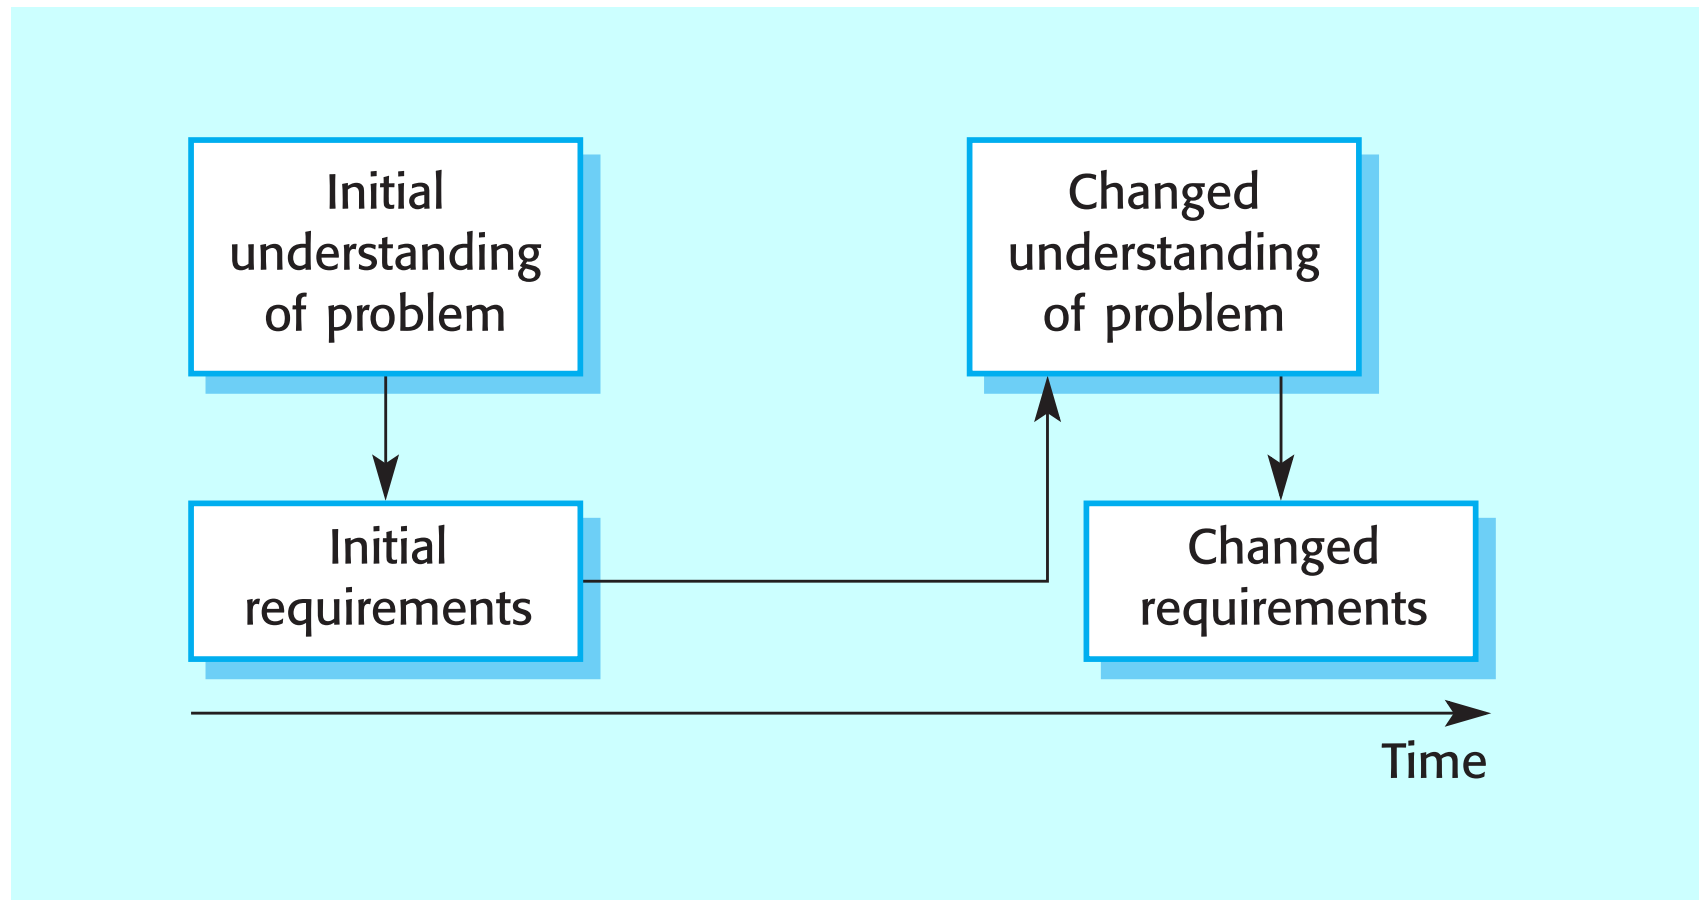 Initial
understanding
of problem
Changed
understanding
of problem
Initial
requirements
Changed
requirements
Time